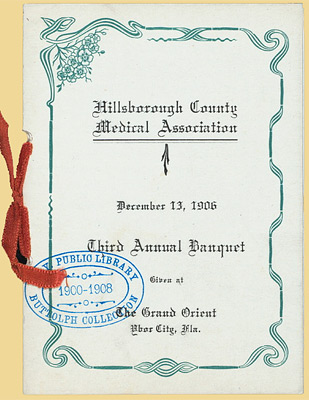 Hillsborough County
Medical Association
December 13, 1906
Third Annual Banquet
Given at
The Grand Orient
Ybor City, Fla.
PUBLIC LIBRARY
1900-1908
BUTTOLPH COLLECTION